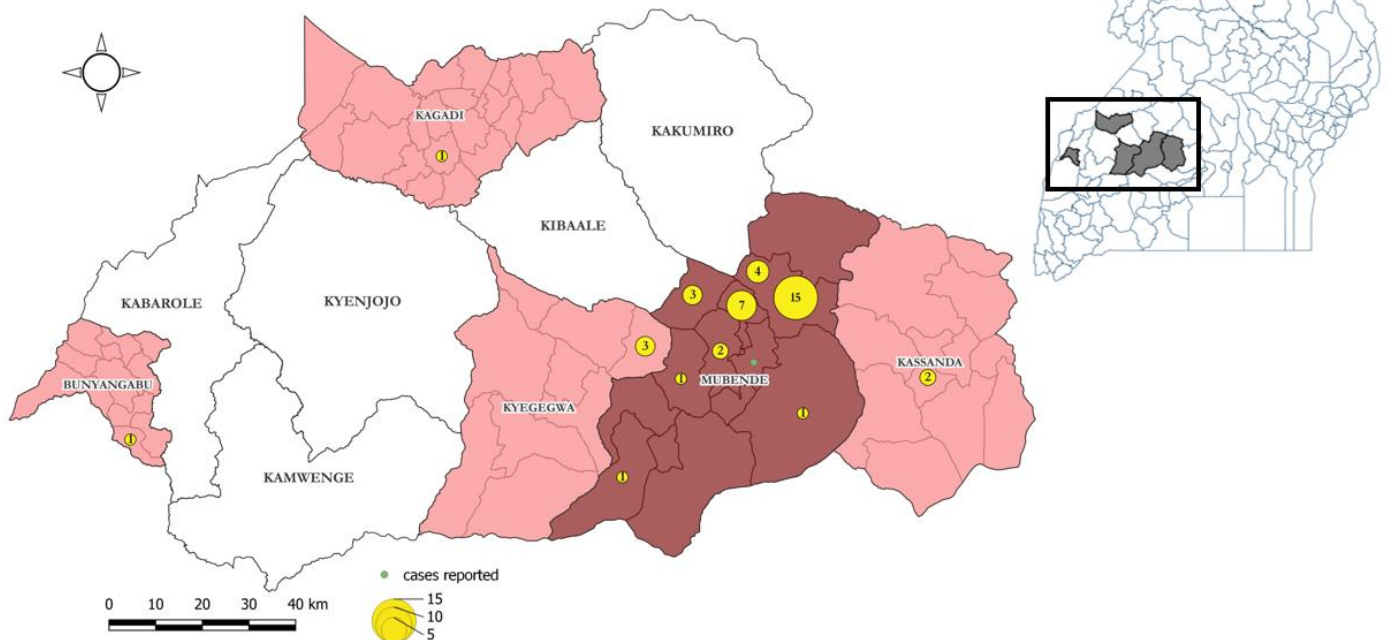 KAGADI
1
KAKUMIRO
KIBAALE
KABAROLE
KYENJOJO
4
3
7
15
3
2
BUNYANGABU
1
MUBENDE
KASSANDA
2
KYEGEGWA
1
1
KAMWENGE
1
cases reported
0 10 20 30 40 km
15
10
5